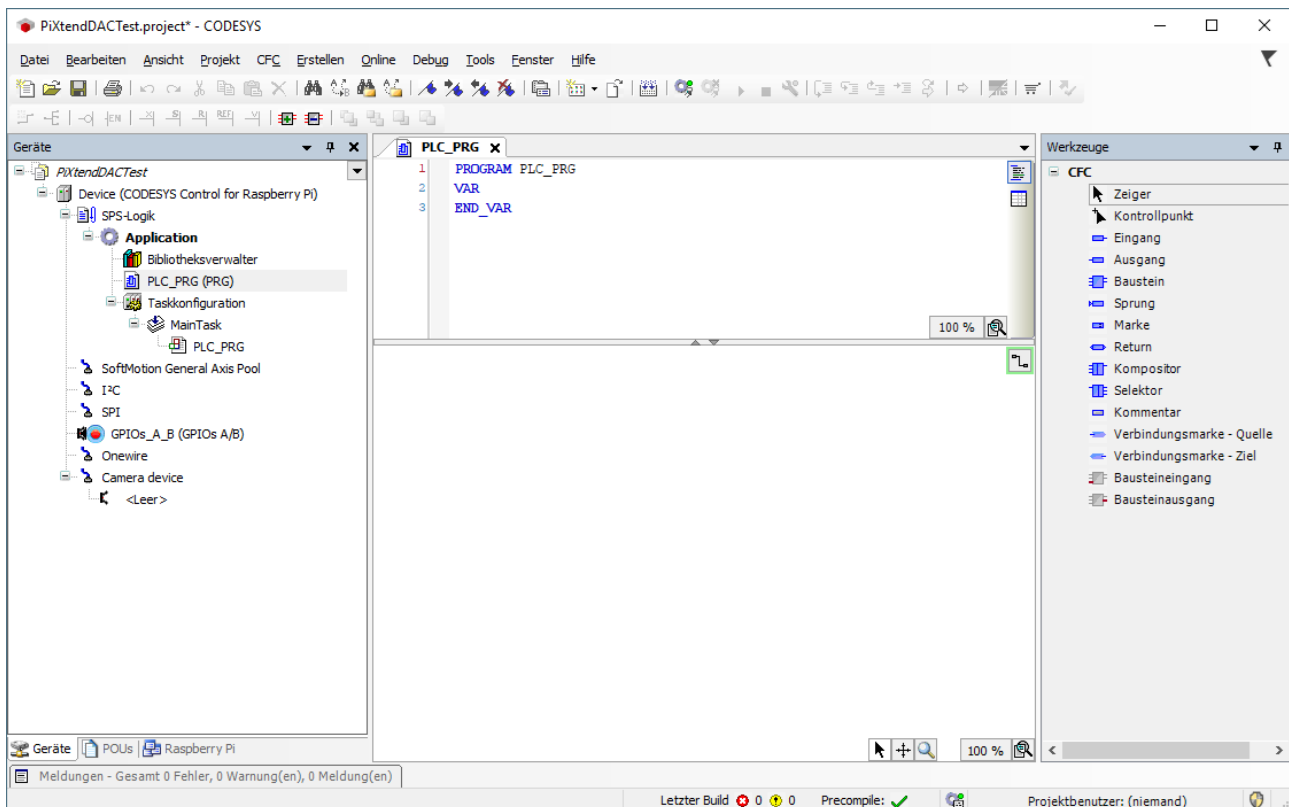 PiXtendDACTest.project* - CODESYS
Datei Bearbeiten Ansicht Projekt CFC Erstellen Online Debug Tools Fenster Hilfe
Geräte
PiXtendDACTest
Device (CODESYS Control for Raspberry Pi)
SPS-Logik
Application
Bibliotheksverwalter
PLC_PRG (PRG)
Taskkonfiguration
MainTask
PLC_PRG
SoftMotion General Axis Pool
I²C
SPI
GPIOs_A_B (GPIOs A/B)
Onewire
Camera device
<Leer>
Geräte POUs Raspberry Pi
PLC_PRG
1 PROGRAM PLC_PRG
2 VAR
3 END_VAR
100 %
100 %
Werkzeuge
CFC
Zeiger
Kontrollpunkt
Eingang
Ausgang
Baustein
Sprung
Marke
Return
Kompositor
Selektor
Kommentar
Verbindungsmarke - Quelle
Verbindungsmarke - Ziel
Bausteineingang
Bausteinausgang
Meldungen - Gesamt 0 Fehler, 0 Warnung(en), 0 Meldung(en)
Letzter Build 0 0 Precompile: Projektbenutzer: (niemand)